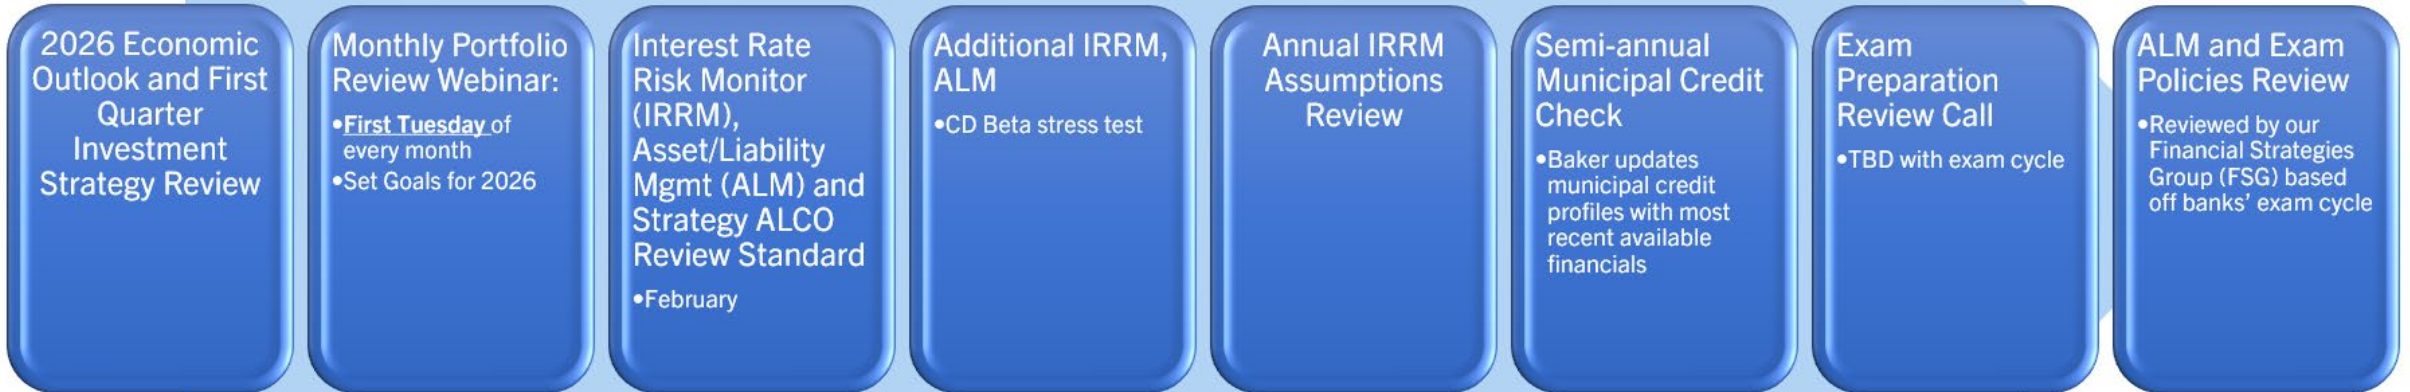 2026 Economic
Outlook and First
Quarter
Investment
Strategy Review
Monthly Portfolio
Review Webinar:
•First Tuesday of
every month
•Set Goals for 2026
Interest Rate
Risk Monitor
(IRRM),
Asset/Liability
Mgmt (ALM) and
Strategy ALCO
Review Standard
•February
Additional IRRM,
ALM
•CD Beta stress test
Annual IRRM
Assumptions
Review
Semi-annual
Municipal Credit
Check
•Baker updates
municipal credit
profiles with most
recent available
financials
Exam
Preparation
Review Call
•TBD with exam cycle
ALM and Exam
Policies Review
•Reviewed by our
Financial Strategies
Group (FSG) based
off banks’ exam cycle